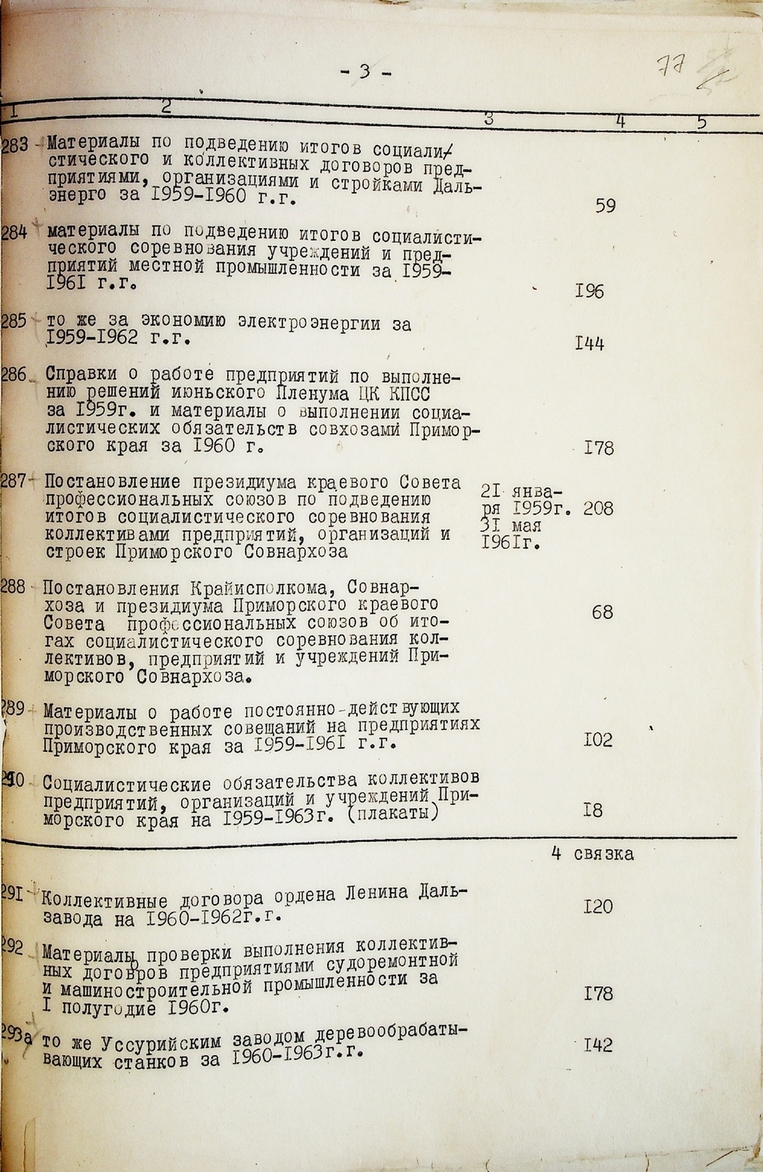 - 3 -
77
1 2 3 4 5
283 Материалы по подведению итогов социали/
стического и коллективных договоров пред-
приятиями, организациями и стройками Даль-
энерго за 1959-1960 г.г. 59
284 материалы по подведению итогов социалисти-
ческого соревнования учреждений и пред-
приятий местной промышленности за 1959-
1961 г.г. 196
285 то же за экономию электроэнергии за
1959-1962 г.г. 144
286 Справки о работе предприятий по выполне-
нию решений июньского Пленума ЦК КПСС
за 1959г. и материалы о выполнении социа-
листических обязательств совхозами Примор-
ского края за 1960 г. 178
287 Постановление президиума краевого Совета
профессиональных союзов по подведению
итогов социалистического соревнования
коллективами предприятий, организаций и
строек Приморского Совнархоза
21 янва-
ря 1959г. 208
31 мая
1961г.
288 Постановления Крайисполкома, Совнар-
хоза и президиума Приморского краевого
Совета профессиональных союзов об ито- 68
гах социалистического соревнования кол-
лективов, предприятий и учреждений При-
морского Совнархоза.
289 Материалы о работе постоянно-действующих
производственных совещаний на предприятиях
Приморского края за 1959-1961 г.г. 102
290 Социалистические обязательства коллективов
предприятий, организаций и учреждений При-
морского края на 1959-1963г. (плакаты) 18
4 связка
291 Коллективные договора ордена Ленина Даль-
завода на 1960-1962г.г. 120
292 Материалы проверки выполнения коллектив-
ных договров предприятиями судоремонтной
и машиностроительной промышленности за
I полугодие 1960г. 178
293а то же Уссурийским заводом деревообрабаты-
вающих станков за 1960-1963г.г. 142